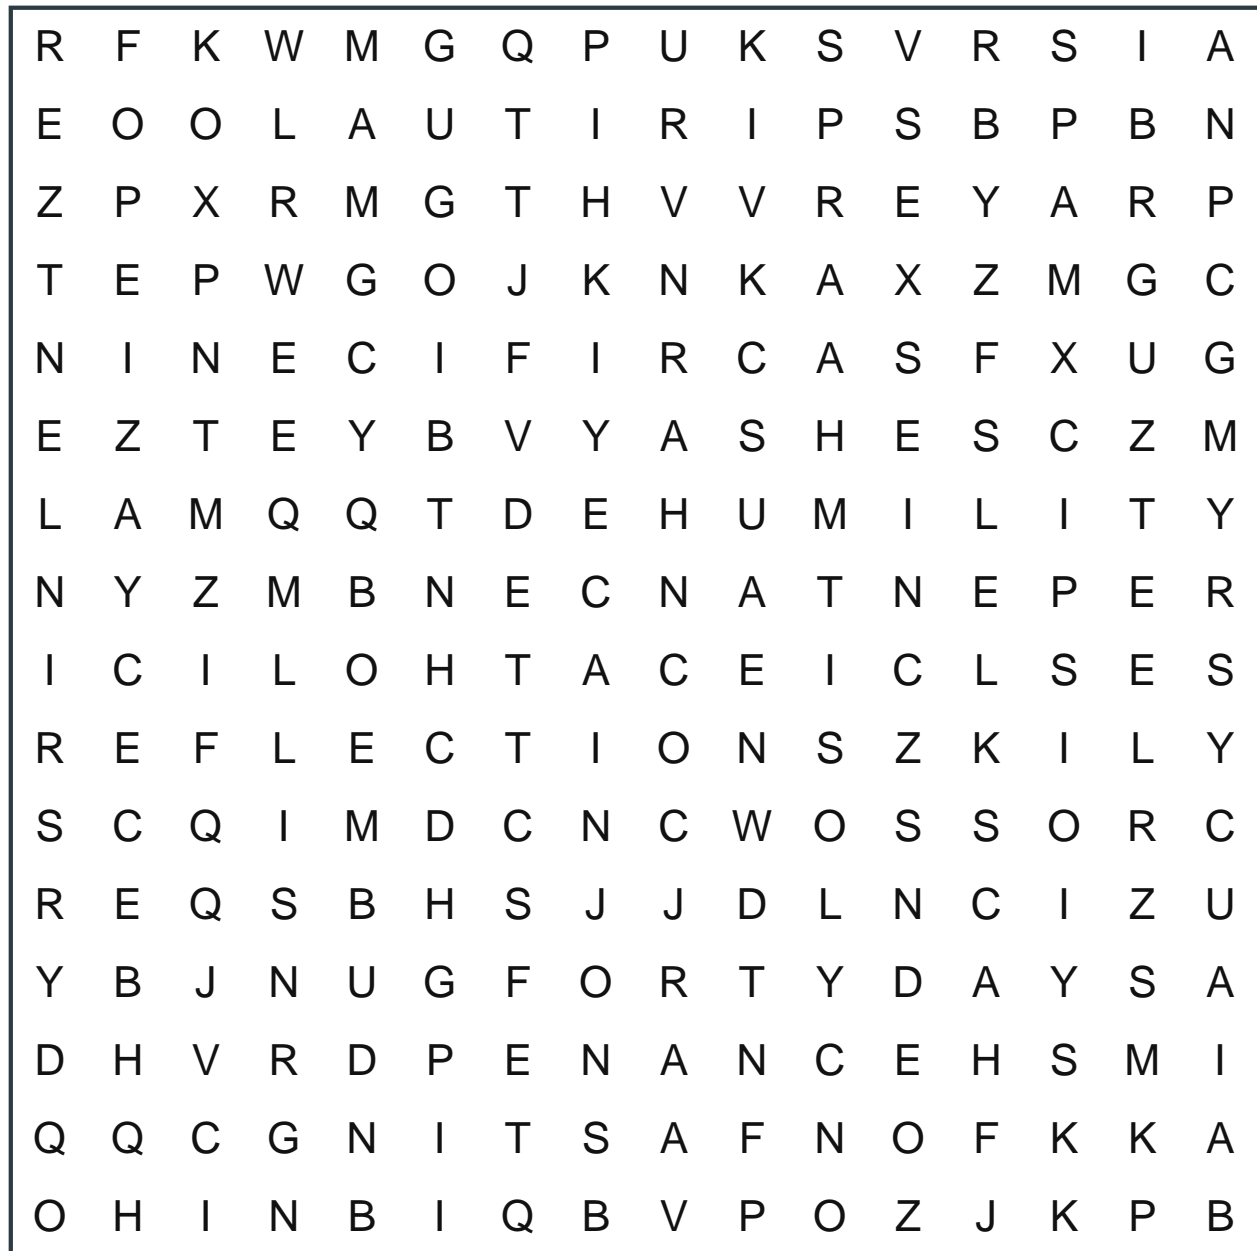 R F K W M G Q P U K S V R S I A
E O O L A U T I R I P S B P B N
Z P X R M G T H V V R E Y A R P
T E P W G O J K N K A X Z M G C
N I N E C I F I R C A S F X U G
E Z T E Y B V Y A S H E S C Z M
L A M Q Q T D E H U M I L I T Y
N Y Z M B N E C N A T N E P E R
I C I L O H T A C E I C L S E S
R E F L E C T I O N S Z K I L Y
S C Q I M D C N C W O S S O R C
R E Q S B H S J J D L N C I Z U
Y B J N U G F O R T Y D A Y S A
D H V R D P E N A N C E H S M I
Q Q C G N I T S A F N O F K K A
O H I N B I Q B V P O Z J K P B